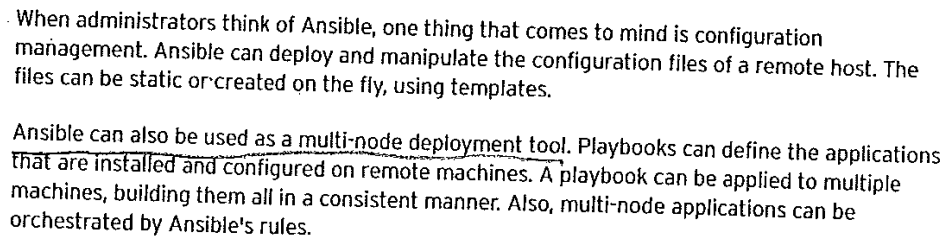 When administrators think of Ansible, one thing that comes to mind is configuration
management. Ansible can deploy and manipulate the configuration files of a remote host. The
files can be static or created on the fly, using templates.
Ansible can also be used as a multi-node deployment tool. Playbooks can define the applications
that are installed and configured on remote machines. A playbook can be applied to multiple
machines, building them all in a consistent manner. Also, multi-node applications can be
orchestrated by Ansible's rules.